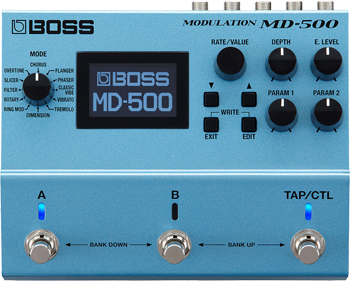 BOSS
MODULATION MD-500
MODE
CHORUS
OVERTONE
FLANGER
SLICER
PHASER
FILTER
CLASSIC
VIBE
ROTARY
VIBRATO
RING MOD
TREMOLO
DIMENSION
BOSS
MD-500
RATE/VALUE
DEPTH
E. LEVEL
WRITE
EXIT
EDIT
PARAM 1
PARAM 2
A
B
TAP/CTL
BANK DOWN
BANK UP